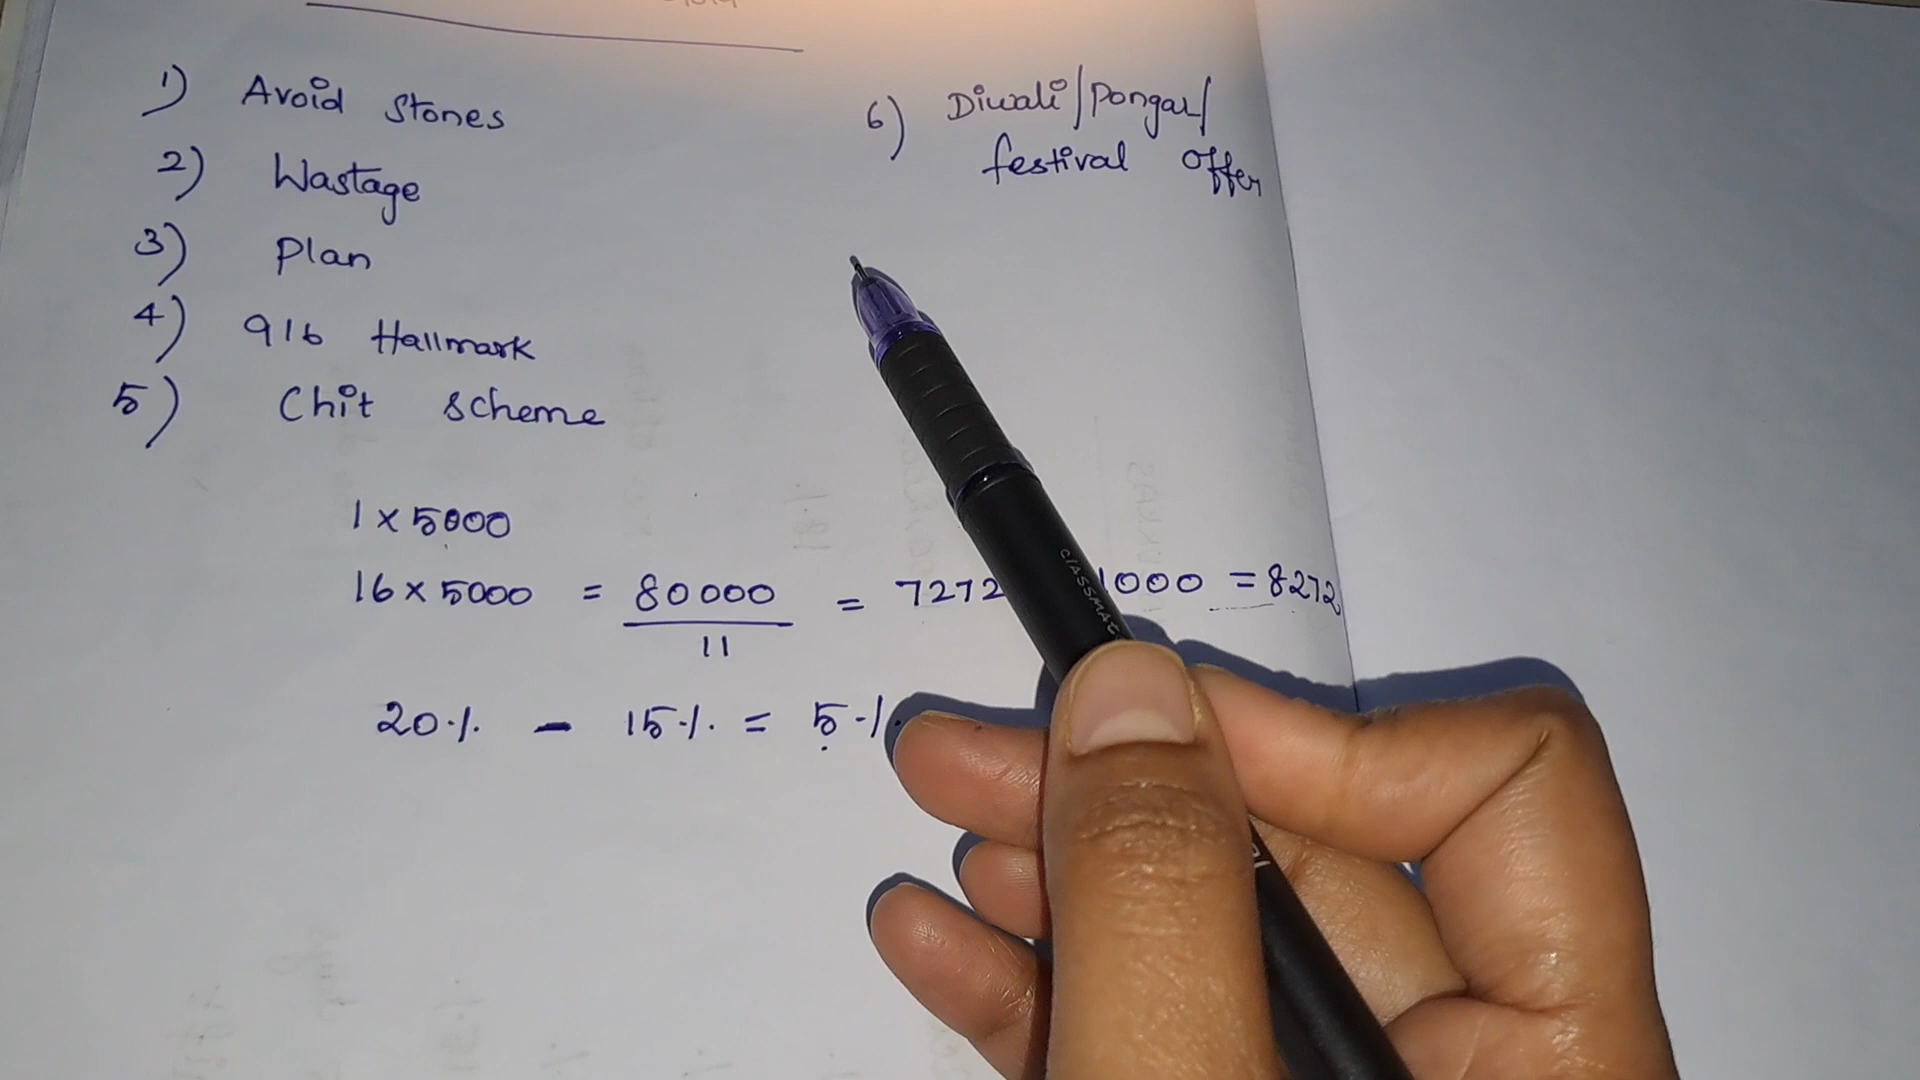 1) Avoid Stones
2) Wastage
3) Plan
4) 916 Hallmark
5) Chit scheme
6) Diwali/Pongal/
festival offer
1 x 5000
16 x 5000 = 80000 = 7272 1000 = 8272
11
20% - 15% = 5%